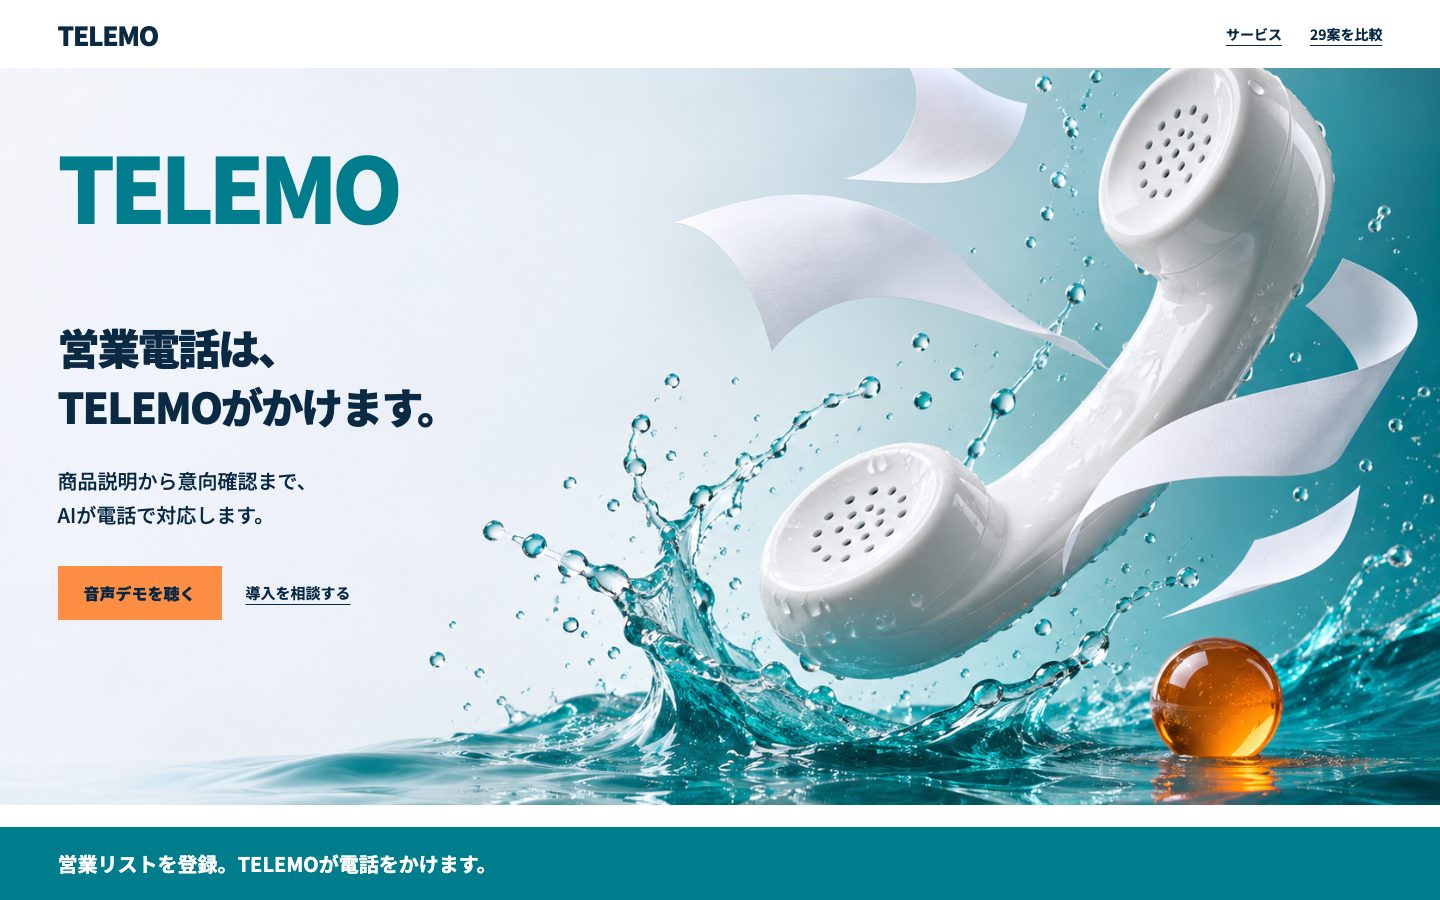 TELEMO
サービス
29案を比較
TELEMO
営業電話は、
TELEMOがかけます。
商品説明から意向確認まで、
AIが電話で対応します。
音声デモを聴く
導入を相談する
営業リストを登録。TELEMOが電話をかけます。